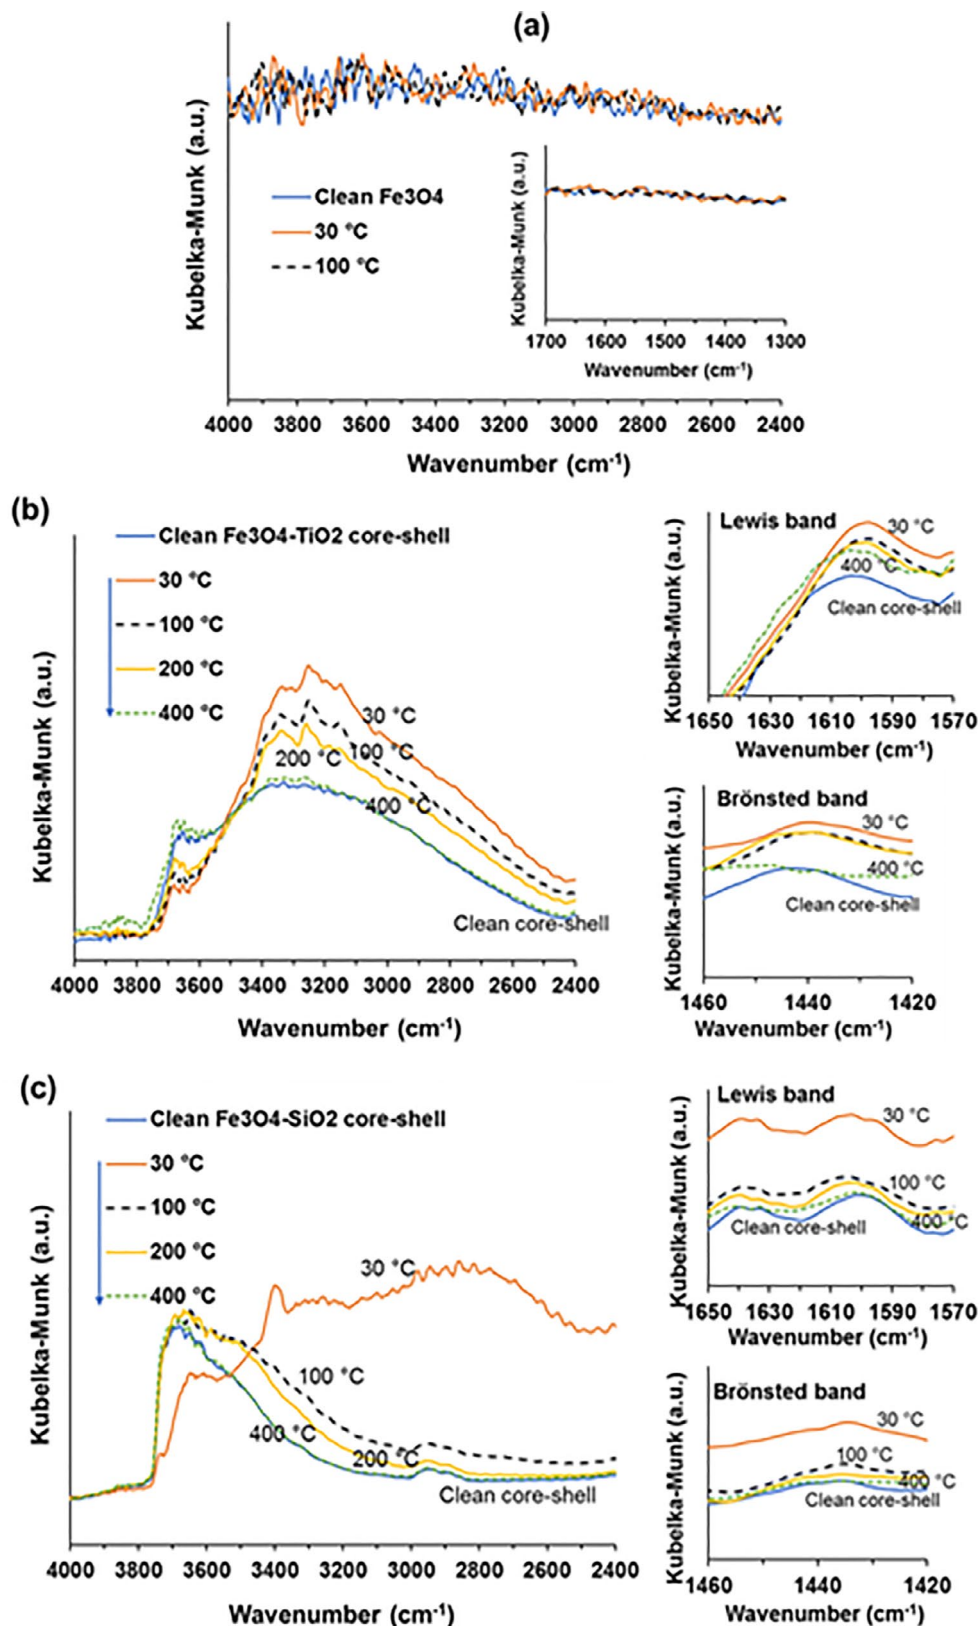 (a)
Kubelka-Munk (a.u.)
Clean Fe3O4
30 °C
100 °C
Kubelka-Munk (a.u.)
1700 1600 1500 1400 1300
Wavenumber (cm-1)
4000 3800 3600 3400 3200 3000 2800 2600 2400
Wavenumber (cm-1)
(b)
Clean Fe3O4-TiO2 core-shell
30 °C
100 °C
200 °C
400 °C
Kubelka-Munk (a.u.)
30 °C
100 °C
200 °C
400 °C
Clean core-shell
4000 3800 3600 3400 3200 3000 2800 2600 2400
Wavenumber (cm-1)
Lewis band
Kubelka-Munk (a.u.)
30 °C
400 °C
Clean core-shell
1650 1630 1610 1590 1570
Wavenumber (cm-1)
Brönsted band
Kubelka-Munk (a.u.)
30 °C
400 °C
Clean core-shell
1460 1440 1420
Wavenumber (cm-1)
(c)
Clean Fe3O4-SiO2 core-shell
30 °C
100 °C
200 °C
400 °C
Kubelka-Munk (a.u.)
30 °C
100 °C
400 °C
200 °C
Clean core-shell
4000 3800 3600 3400 3200 3000 2800 2600 2400
Wavenumber (cm-1)
Lewis band
Kubelka-Munk (a.u.)
30 °C
100 °C
400 °C
Clean core-shell
1650 1630 1610 1590 1570
Wavenumber (cm-1)
Brönsted band
Kubelka-Munk (a.u.)
30 °C
100 °C
400 °C
Clean core-shell
1460 1440 1420
Wavenumber (cm-1)